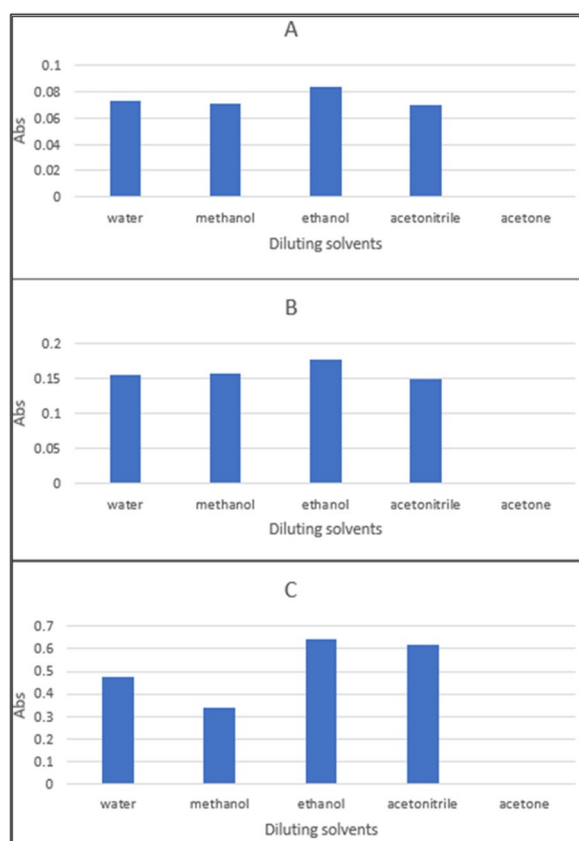 A
0.1
0.08
0.06
0.04
0.02
0
Abs
water methanol ethanol acetonitrile acetone
Diluting solvents
B
0.2
0.15
0.1
0.05
0
Abs
water methanol ethanol acetonitrile acetone
Diluting solvents
C
0.7
0.6
0.5
0.4
0.3
0.2
0.1
0
Abs
water methanol ethanol acetonitrile acetone
Diluting solvents